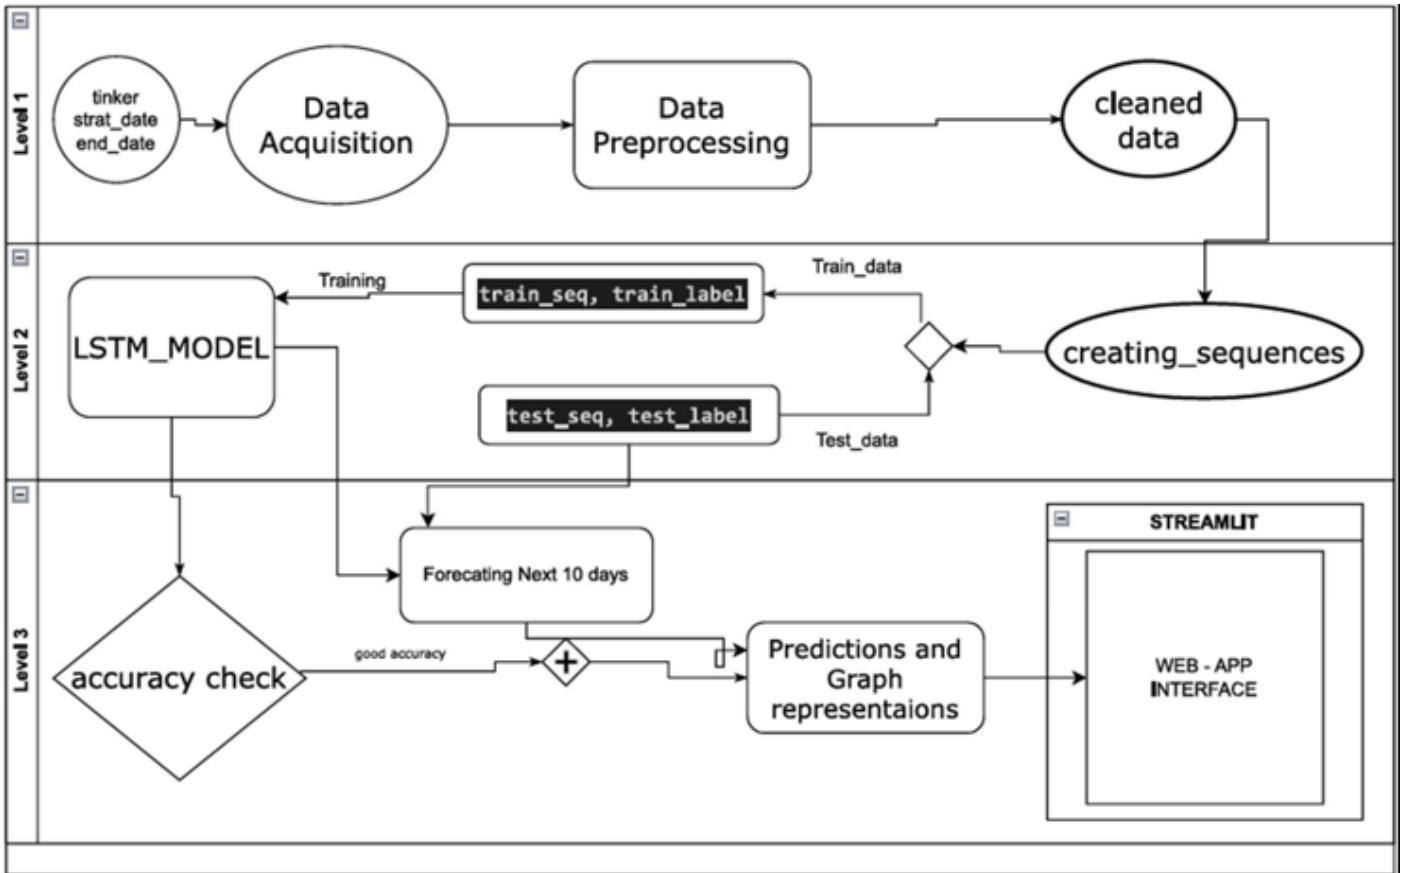 Level 1
tinker
strat_date
end_date
Data
Acquisition
Data
Preprocessing
cleaned
data
Level 2
LSTM_MODEL
Training
train_seq, train_label
Train_data
creating_sequences
test_seq, test_label
Test_data
Level 3
accuracy check
good accuracy
Forecating Next 10 days
Predictions and
Graph
representaions
STREAMLIT
WEB - APP
INTERFACE